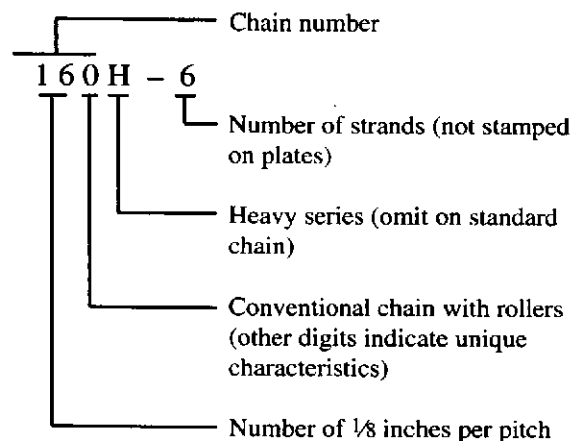 Chain number
160H – 6
Number of strands (not stamped
on plates)
Heavy series (omit on standard
chain)
Conventional chain with rollers
(other digits indicate unique
characteristics)
Number of ⅛ inches per pitch